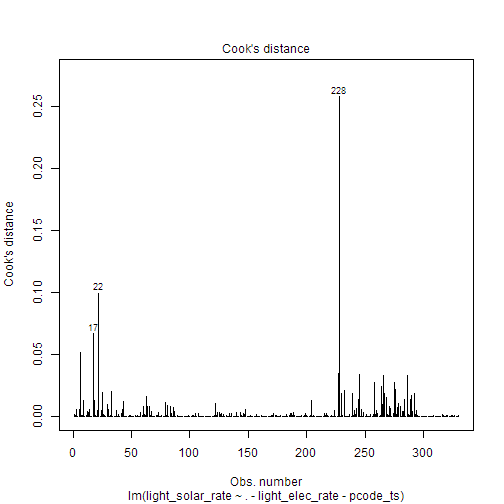 Cook's distance
Cook's distance
0.00
0.05
0.10
0.15
0.20
0.25
228
22
17
0 50 100 150 200 250 300
Obs. number
lm(light_solar_rate ~ . - light_elec_rate - pcode_ts)